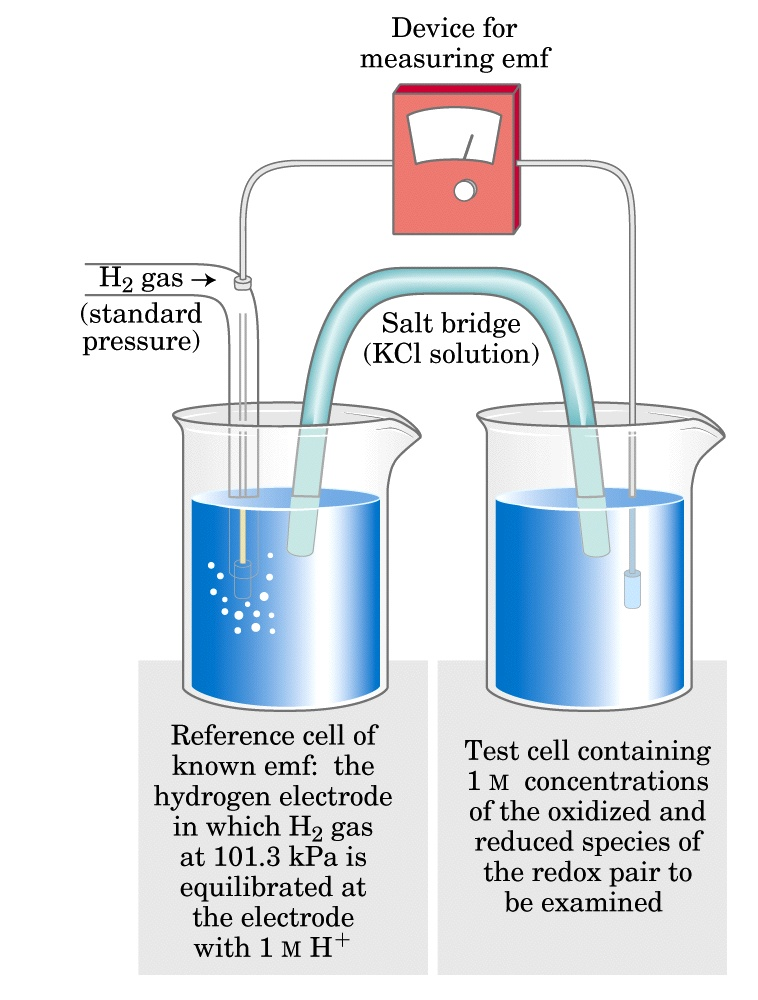 Device for
measuring emf
H₂ gas →
(standard
pressure)
Salt bridge
(KCl solution)
Reference cell of
known emf: the
hydrogen electrode
in which H₂ gas
at 101.3 kPa is
equilibrated at
the electrode
with 1 M H⁺
Test cell containing
1 M concentrations
of the oxidized and
reduced species of
the redox pair to
be examined